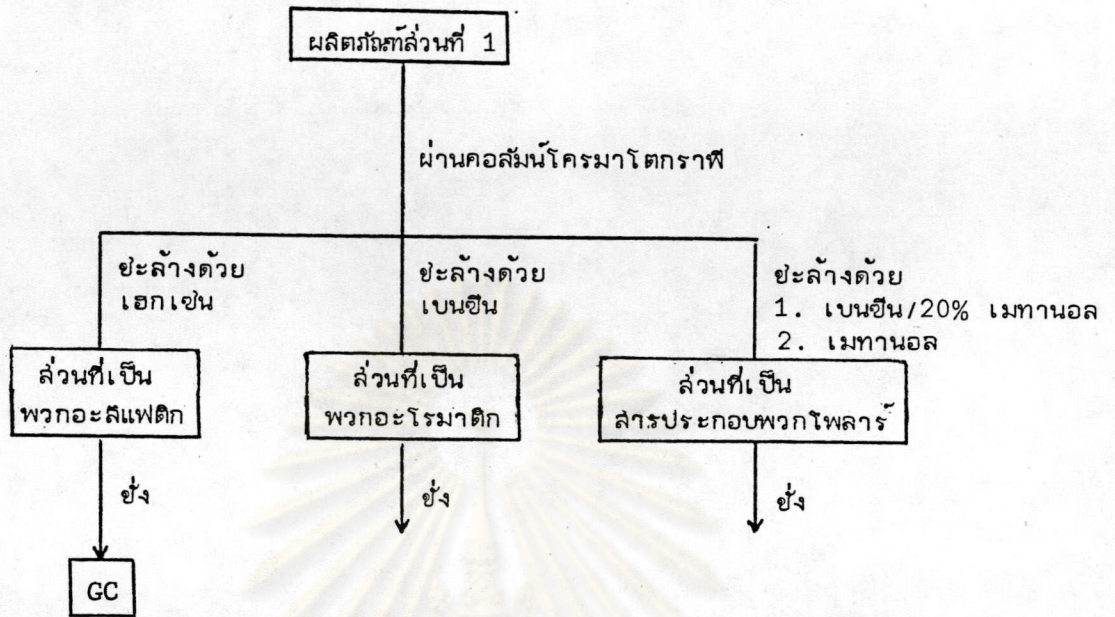 ผลิตภัณฑ์ส่วนที่ 1
ผ่านคอลัมน์โครมาโตกราฟี
ชะล้างด้วย
เฮกเซน
ชะล้างด้วย
เบนซีน
ชะล้างด้วย
1. เบนซีน/20% เมทานอล
2. เมทานอล
ส่วนที่เป็น
พวกอะลิแฟติก
ส่วนที่เป็น
พวกอะโรมาติก
ส่วนที่เป็น
สารประกอบพวกโพลาร์
ชั่ง
ชั่ง
ชั่ง
GC